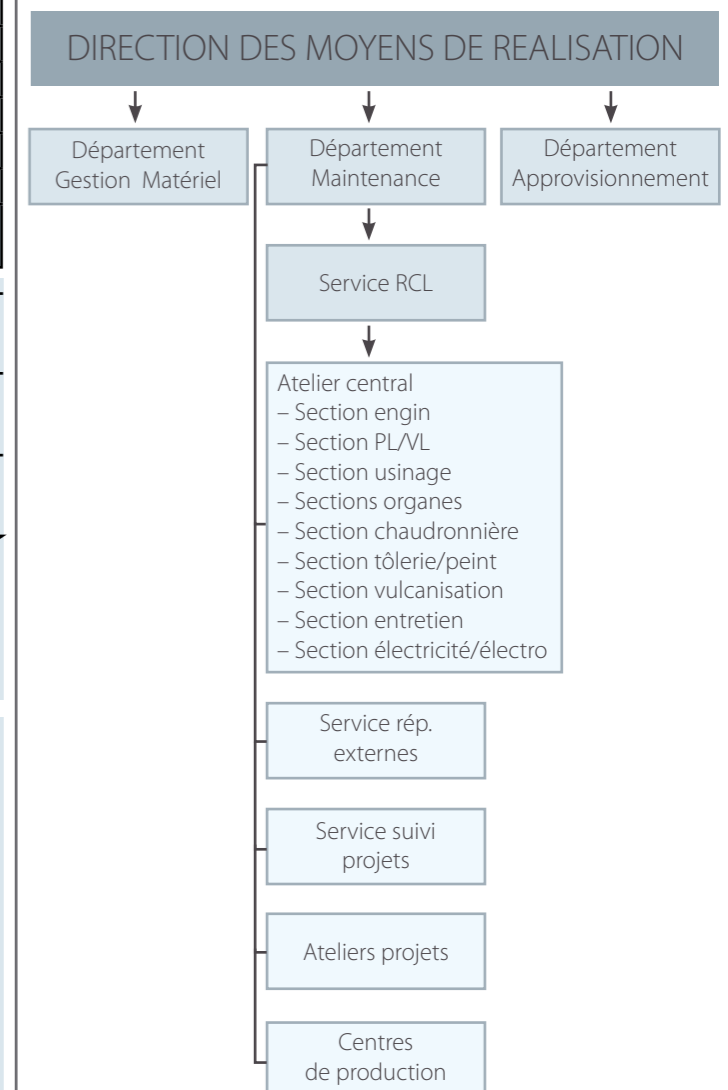 DIRECTION DES MOYENS DE REALISATION
Département
Gestion Matériel
Département
Maintenance
Département
Approvisionnement
Service RCL
Atelier central
– Section engin
– Section PL/VL
– Section usinage
– Sections organes
– Section chaudronnière
– Section tôlerie/peint
– Section vulcanisation
– Section entretien
– Section électricité/électro
Service rép.
externes
Service suivi
projets
Ateliers projets
Centres
de production